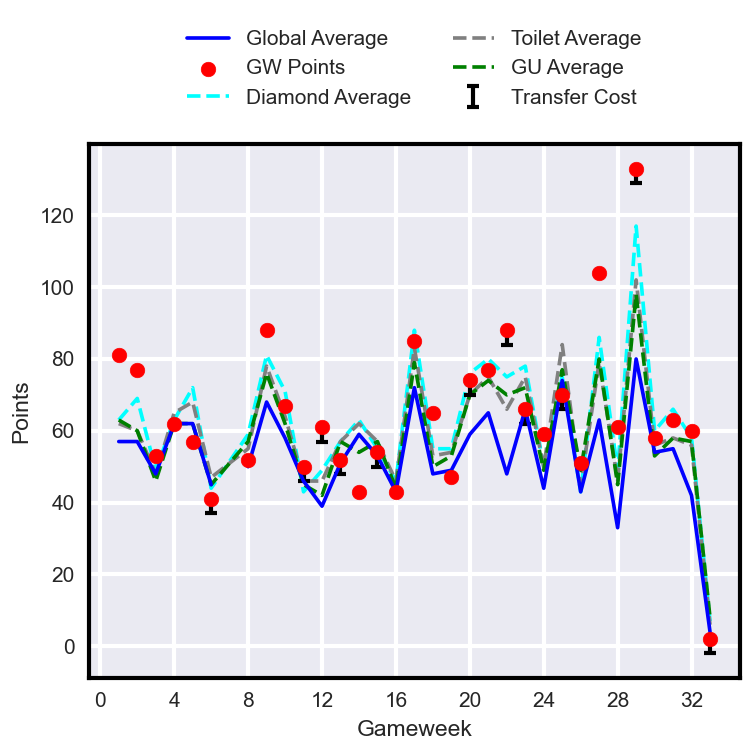 Global Average
GW Points
Diamond Average
Toilet Average
GU Average
Transfer Cost
Points
120
100
80
60
40
20
0
0 4 8 12 16 20 24 28 32
Gameweek